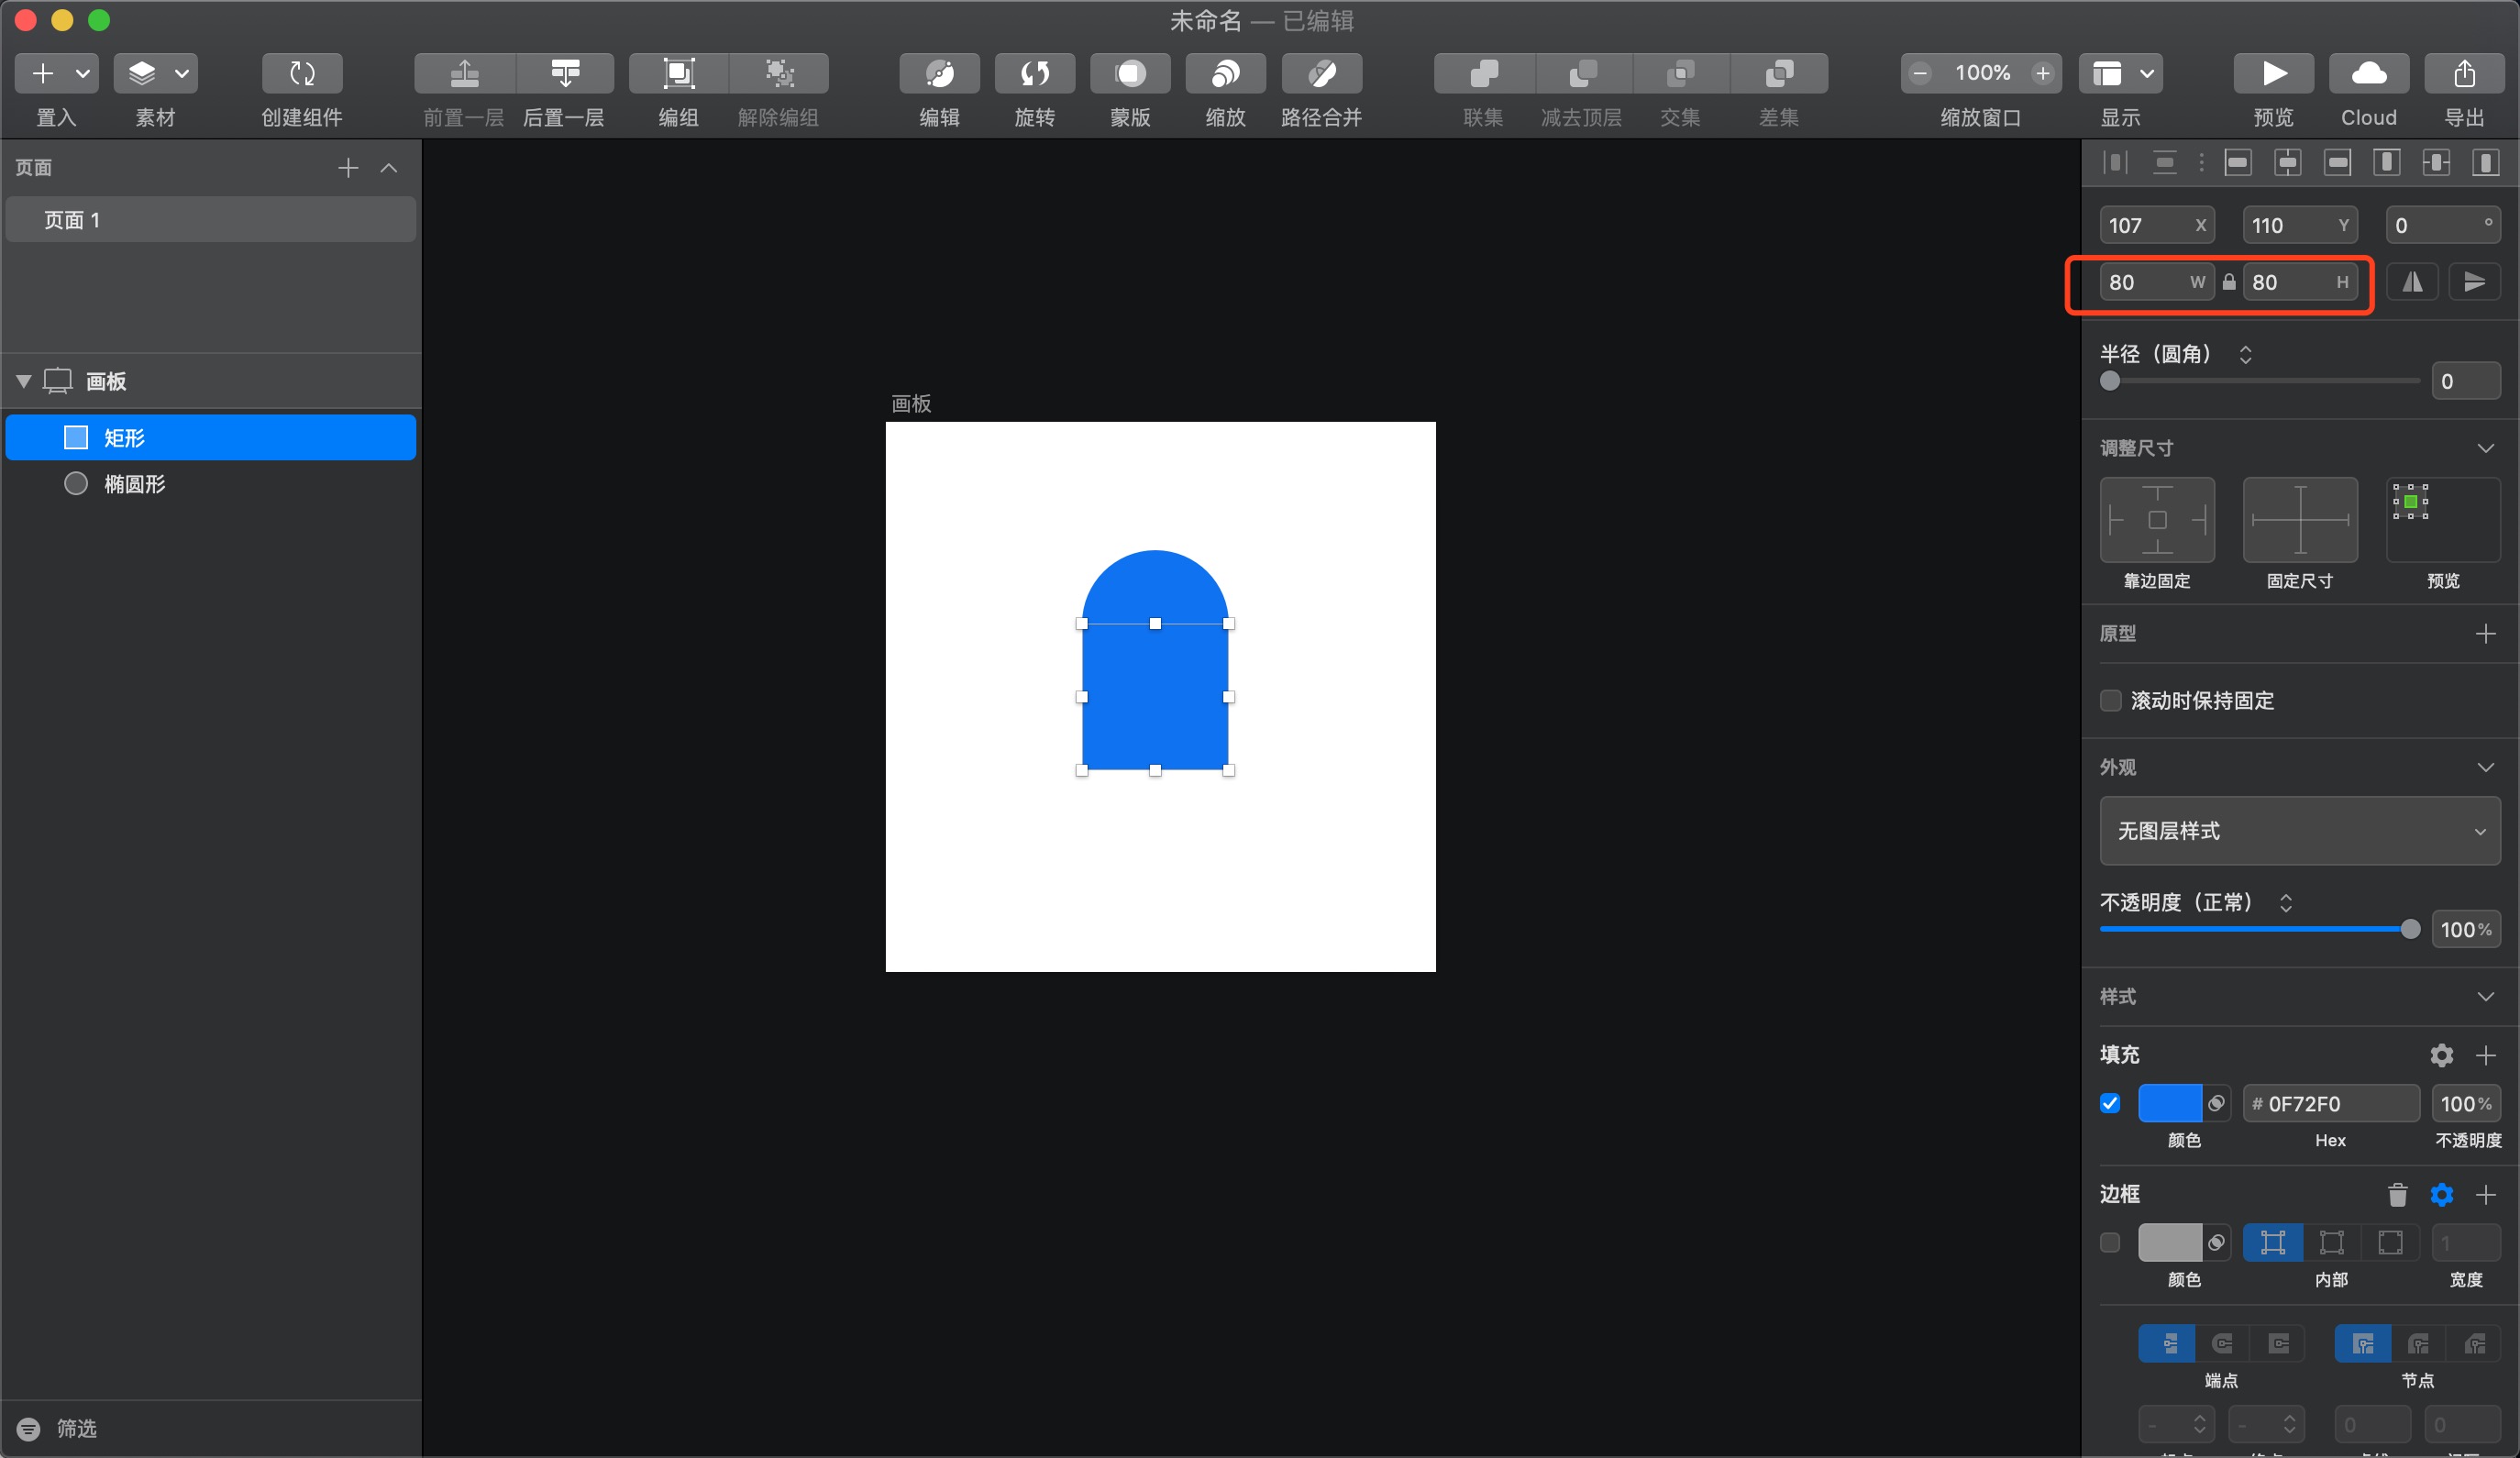 未命名 — 已编辑
100%
置入
素材
创建组件
前置一层
后置一层
编组
解除编组
编辑
旋转
蒙版
缩放
路径合并
联集
减去顶层
交集
差集
缩放窗口
显示
预览
Cloud
导出
页面
页面 1
画板
矩形
椭圆形
筛选
画板
107 X
110 Y
0 °
80 W
80 H
半径（圆角）
0
调整尺寸
靠边固定
固定尺寸
预览
原型
滚动时保持固定
外观
无图层样式
不透明度（正常）
100%
样式
填充
# 0F72F0
100%
颜色
Hex
不透明度
边框
1
颜色
内部
宽度
端点
节点
-
-
0
0